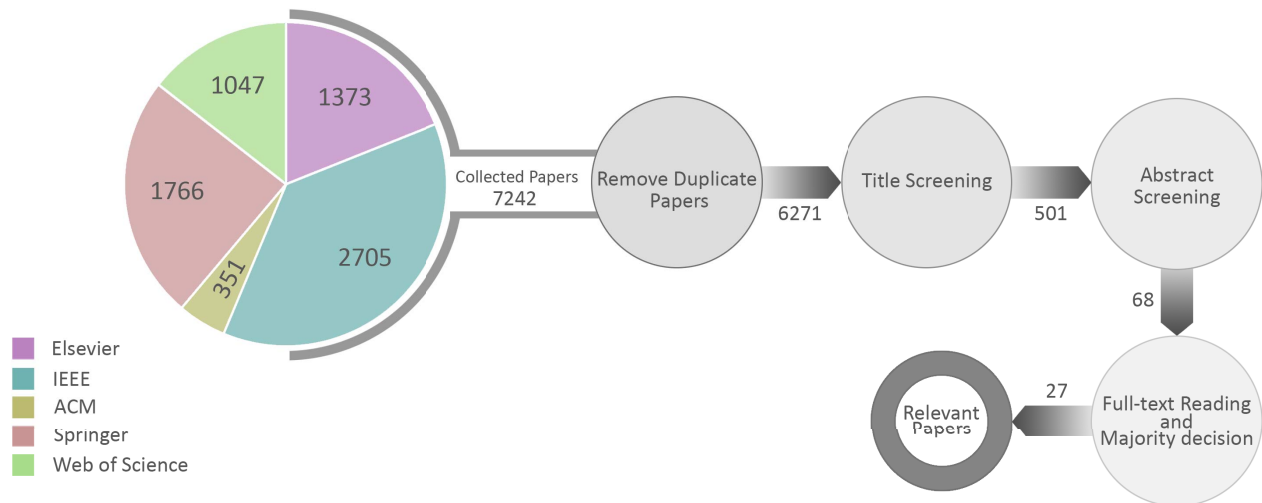 1047
1373
1766
351
2705
Collected Papers
7242
Remove Duplicate
Papers
6271
Title Screening
501
Abstract
Screening
68
Full-text Reading
and
Majority decision
27
Relevant
Papers
Elsevier
IEEE
ACM
Springer
Web of Science